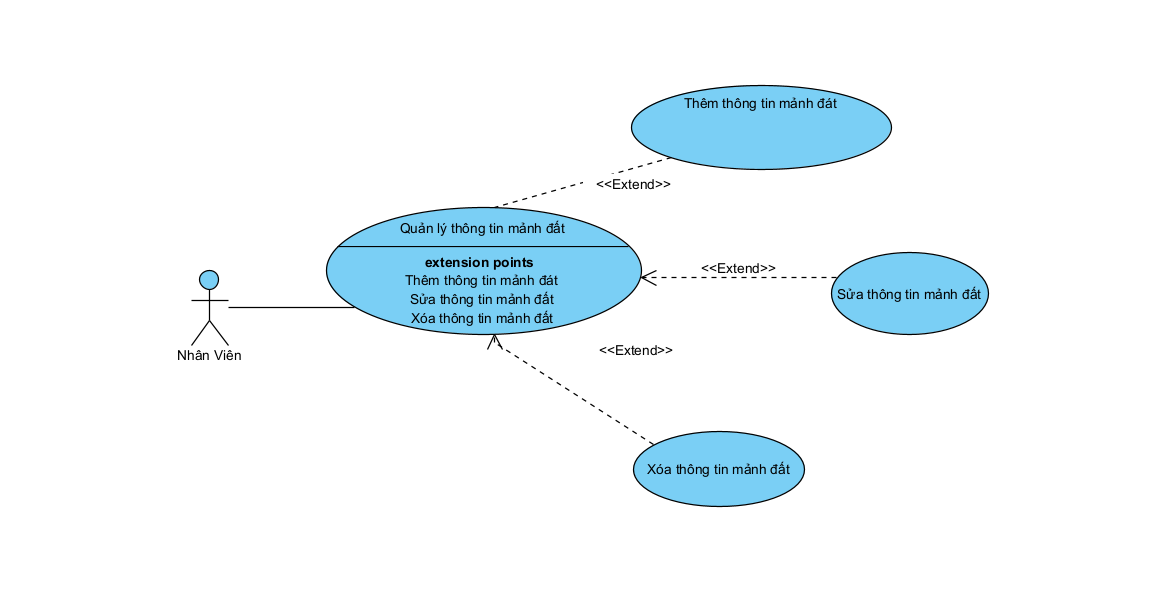 Thêm thông tin mảnh đát
<<Extend>>
Quản lý thông tin mảnh đất
extension points
Thêm thông tin mảnh đát
Sửa thông tin mảnh đất
Xóa thông tin mảnh đất
<<Extend>>
Sửa thông tin mảnh đất
Nhân Viên
<<Extend>>
Xóa thông tin mảnh đất